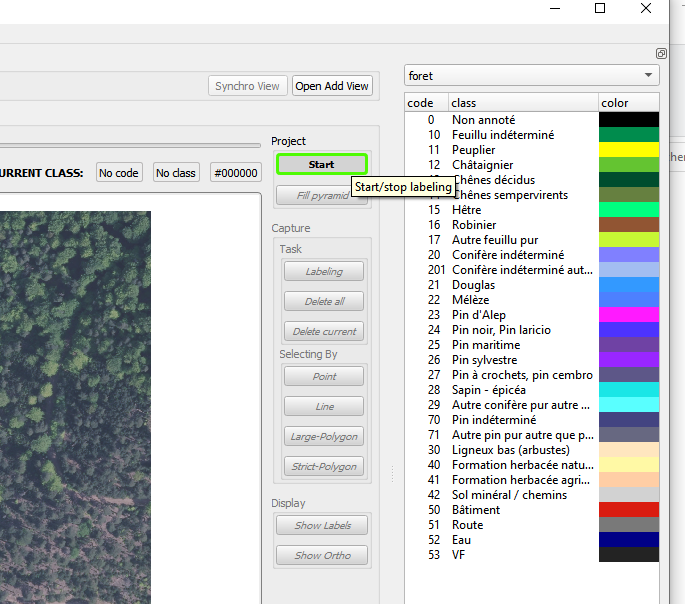 foret
Synchro View Open Add View
code class color
0 Non annoté
10 Feuillu indéterminé
11 Peuplier
12 Châtaignier
Chênes décidus
Chênes sempervirents
15 Hêtre
16 Robinier
17 Autre feuillu pur
20 Conifère indéterminé
201 Conifère indéterminé aut...
21 Douglas
22 Mélèze
23 Pin d'Alep
24 Pin noir, Pin laricio
25 Pin maritime
26 Pin sylvestre
27 Pin à crochets, pin cembro
28 Sapin - épicéa
29 Autre conifère pur autre ...
70 Pin indéterminé
71 Autre pin pur autre que p...
30 Ligneux bas (arbustes)
40 Formation herbacée natu...
41 Formation herbacée agri...
42 Sol minéral / chemins
50 Bâtiment
51 Route
52 Eau
53 VF
URRENT CLASS: No code No class #000000
Project
Start
Start/stop labeling
Fill pyramid
Capture
Task
Labeling
Delete all
Delete current
Selecting By
Point
Line
Large-Polygon
Strict-Polygon
Display
Show Labels
Show Ortho